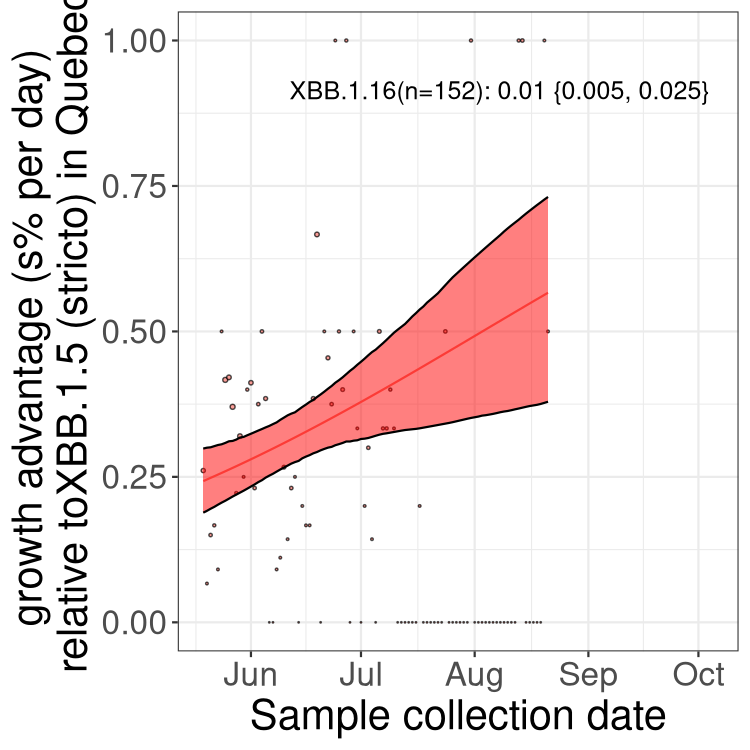 growth advantage (s% per day)
relative toXBB.1.5 (stricto) in Quebec
1.00
0.75
0.50
0.25
0.00
XBB.1.16(n=152): 0.01 {0.005, 0.025}
Jun Jul Aug Sep Oct
Sample collection date